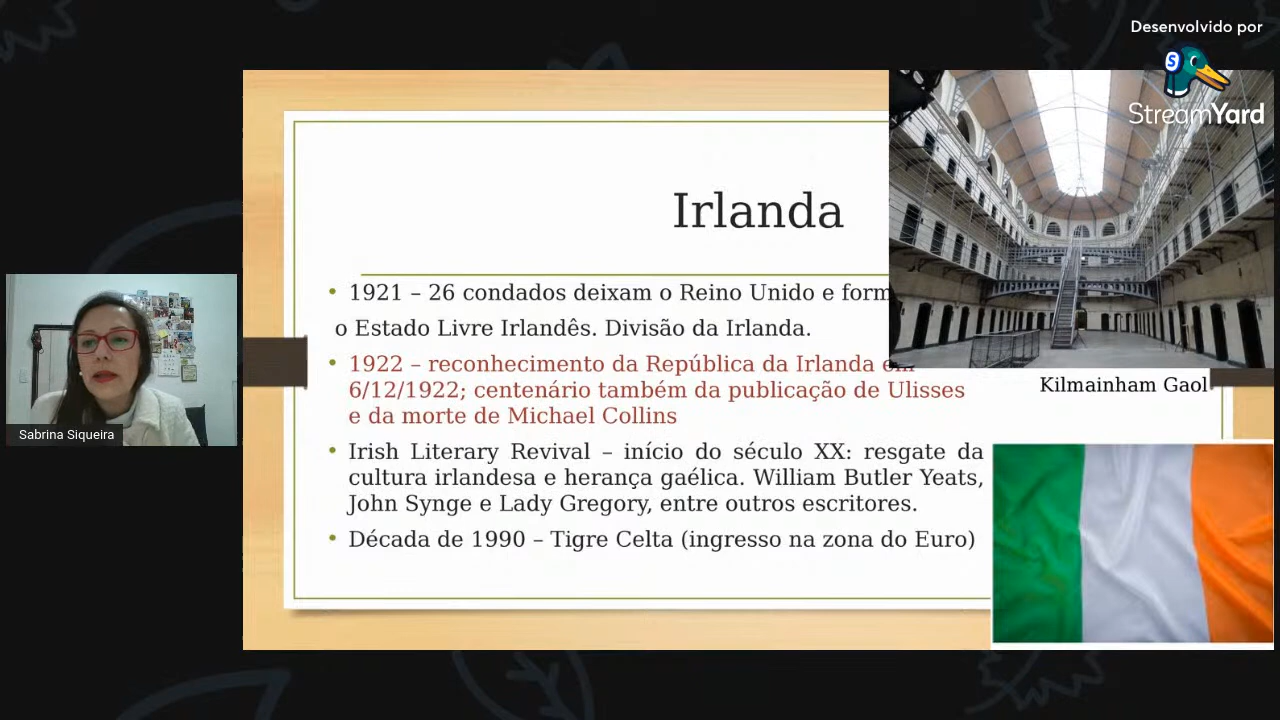 Desenvolvido por
StreamYard
Irlanda
• 1921 – 26 condados deixam o Reino Unido e form
o Estado Livre Irlandês. Divisão da Irlanda.
• 1922 – reconhecimento da República da Irlanda
6/12/1922; centenário também da publicação de Ulisses
e da morte de Michael Collins
• Irish Literary Revival – início do século XX: resgate da
cultura irlandesa e herança gaélica. William Butler Yeats,
John Synge e Lady Gregory, entre outros escritores.
• Década de 1990 – Tigre Celta (ingresso na zona do Euro)
Kilmainham Gaol
Sabrina Siqueira